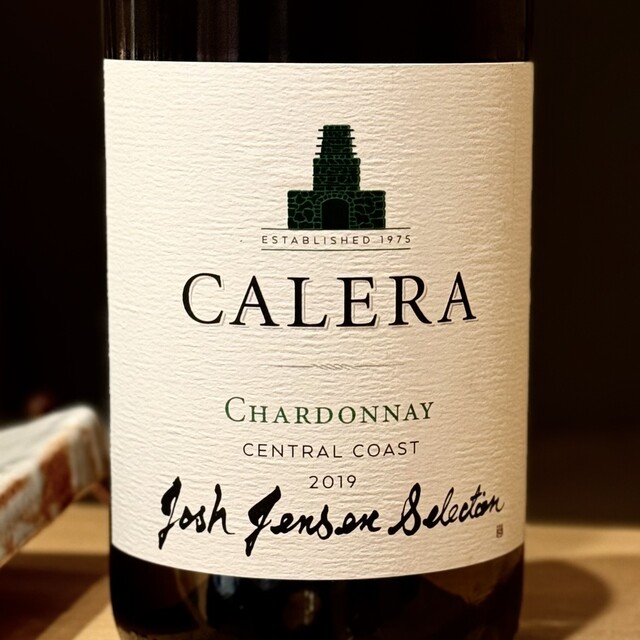 ESTABLISHED 1975
CALERA
CHARDONNAY
CENTRAL COAST
2019
Josh Jensen Selection